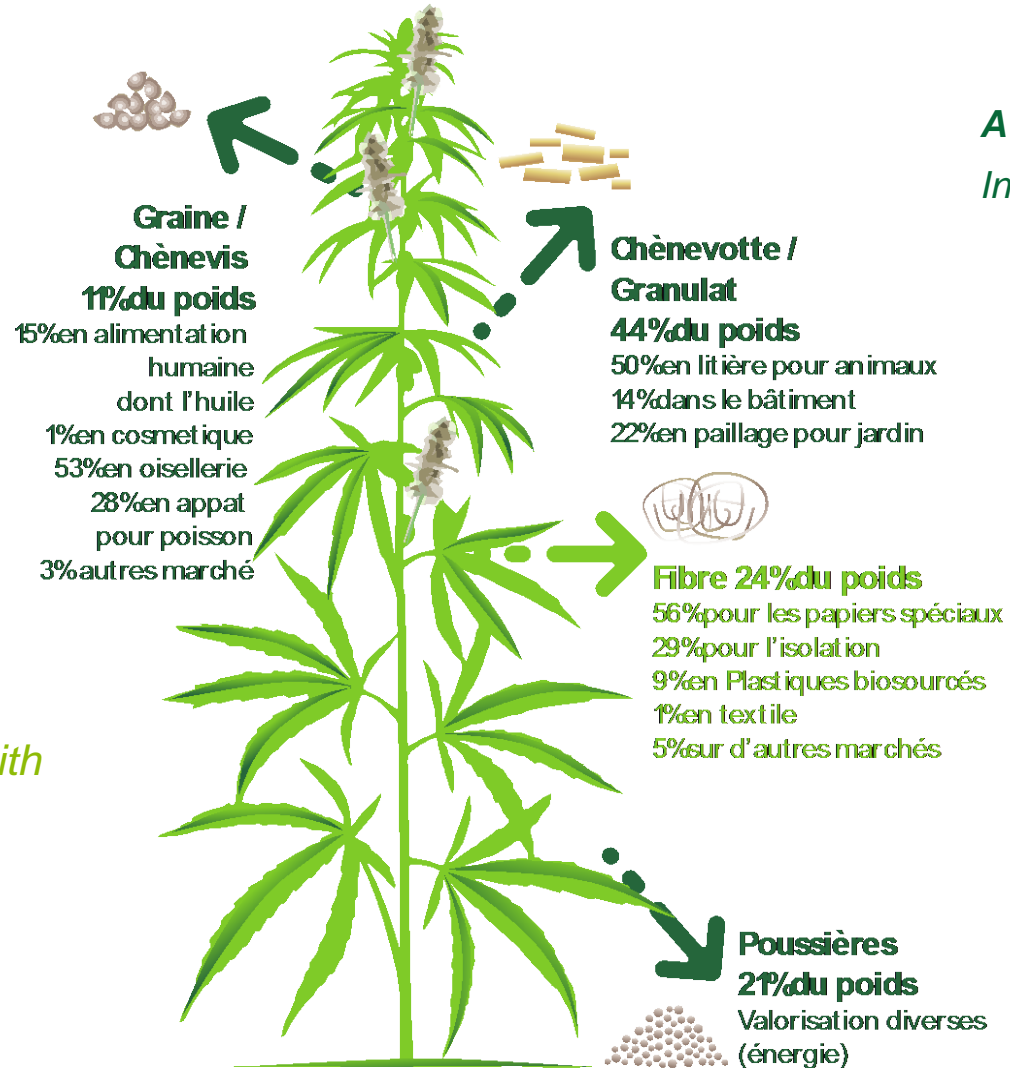 A
In
Graine /
Chènevis
11%du poids
15%en alimentation
humaine
dont l'huile
1%en cosmetique
53%en oisellerie
28%en appat
pour poisson
3%autres marché
Chènevotte /
Granulat
44%du poids
50%en litière pour animaux
14%dans le bâtiment
22%en paillage pour jardin
Fibre 24%du poids
56%pour les papiers spéciaux
29%pour l'isolation
9%en Plastiques biosourcés
1%en textile
5%sur d'autres marchés
ith
Poussières
21%du poids
Valorisation diverses
(énergie)